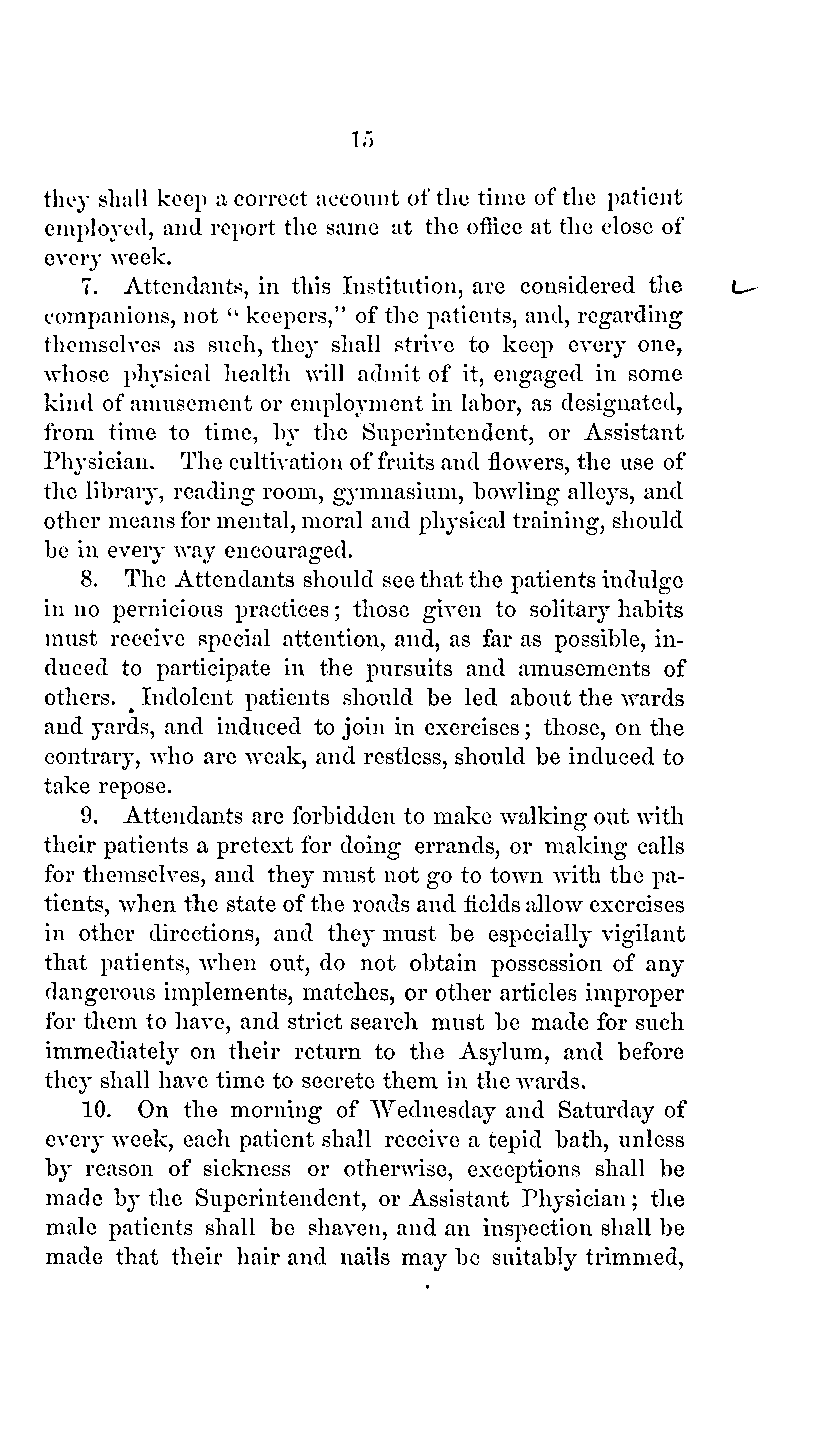 15
they shall keep a correct account of the time of the patient
employed, and report the same at the office at the close of
every week.
7. Attendants, in this Institution, are considered the
companions, not “keepers,” of the patients, and, regarding
themselves as such, they shall strive to keep every one,
whose physical health will admit of it, engaged in some
kind of amusement or employment in labor, as designated,
from time to time, by the Superintendent, or Assistant
Physician. The cultivation of fruits and flowers, the use of
the library, reading room, gymnasium, bowling alleys, and
other means for mental, moral and physical training, should
be in every way encouraged.
8. The Attendants should see that the patients indulge
in no pernicious practices; those given to solitary habits
must receive special attention, and, as far as possible, in-
duced to participate in the pursuits and amusements of
others. Indolent patients should be led about the wards
and yards, and induced to join in exercises; those, on the
contrary, who are weak, and restless, should be induced to
take repose.
9. Attendants are forbidden to make walking out with
their patients a pretext for doing errands, or making calls
for themselves, and they must not go to town with the pa-
tients, when the state of the roads and fields allow exercises
in other directions, and they must be especially vigilant
that patients, when out, do not obtain possession of any
dangerous implements, matches, or other articles improper
for them to have, and strict search must be made for such
immediately on their return to the Asylum, and before
they shall have time to secrete them in the wards.
10. On the morning of Wednesday and Saturday of
every week, each patient shall receive a tepid bath, unless
by reason of sickness or otherwise, exceptions shall be
made by the Superintendent, or Assistant Physician; the
male patients shall be shaven, and an inspection shall be
made that their hair and nails may be suitably trimmed,